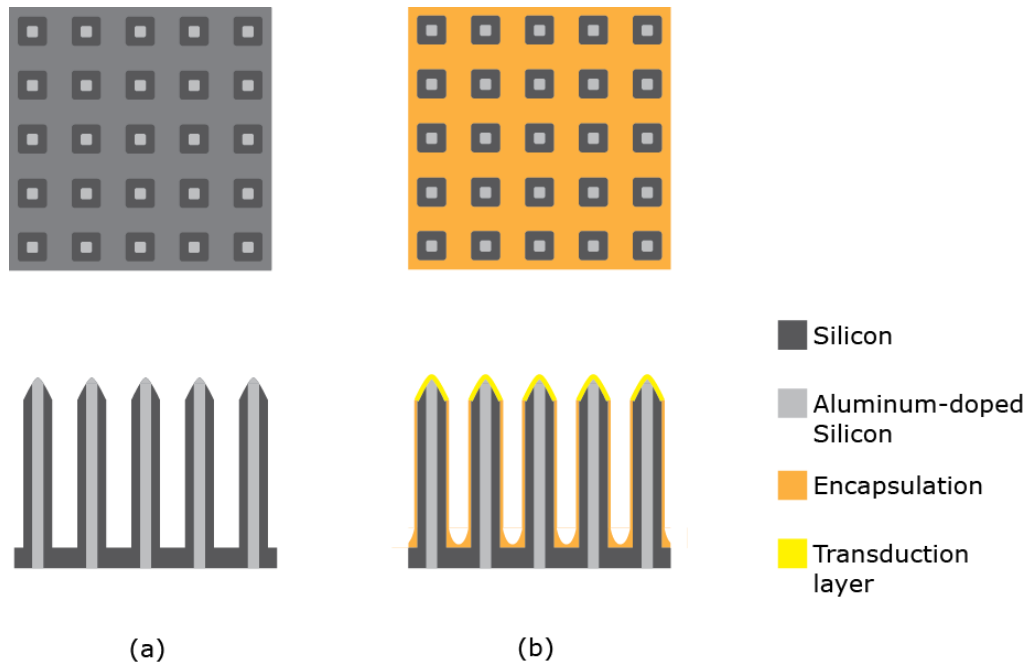 Silicon
Aluminum-doped
Silicon
Encapsulation
Transduction
layer
(a)
(b)